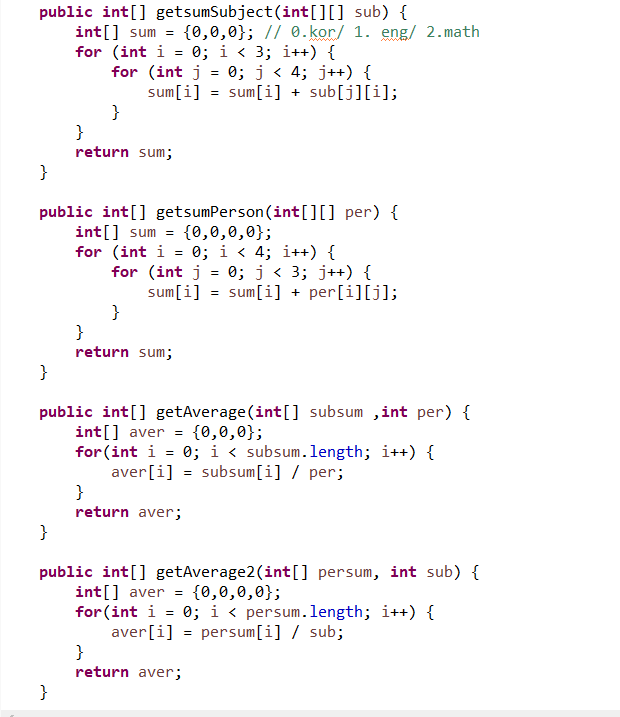 public int[] getsumSubject(int[][] sub) {
    int[] sum = {0,0,0}; // 0.kor/ 1. eng/ 2.math
    for (int i = 0; i < 3; i++) {
        for (int j = 0; j < 4; j++) {
            sum[i] = sum[i] + sub[j][i];
        }
    }
    return sum;
}

public int[] getsumPerson(int[][] per) {
    int[] sum = {0,0,0,0};
    for (int i = 0; i < 4; i++) {
        for (int j = 0; j < 3; j++) {
            sum[i] = sum[i] + per[i][j];
        }
    }
    return sum;
}

public int[] getAverage(int[] subsum ,int per) {
    int[] aver = {0,0,0};
    for(int i = 0; i < subsum.length; i++) {
        aver[i] = subsum[i] / per;
    }
    return aver;
}

public int[] getAverage2(int[] persum, int sub) {
    int[] aver = {0,0,0,0};
    for(int i = 0; i < persum.length; i++) {
        aver[i] = persum[i] / sub;
    }
    return aver;
}